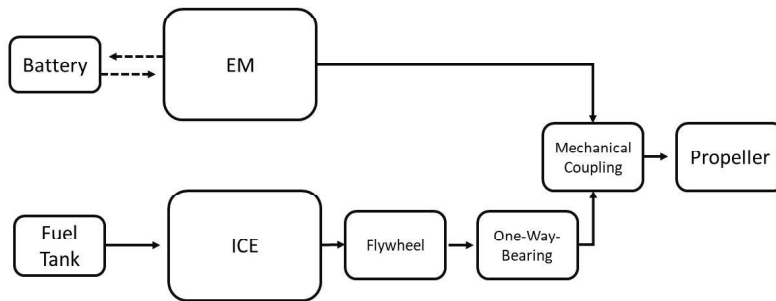 Battery
EM
Mechanical
Coupling
Propeller
Fuel
Tank
ICE
Flywheel
One-Way-
Bearing